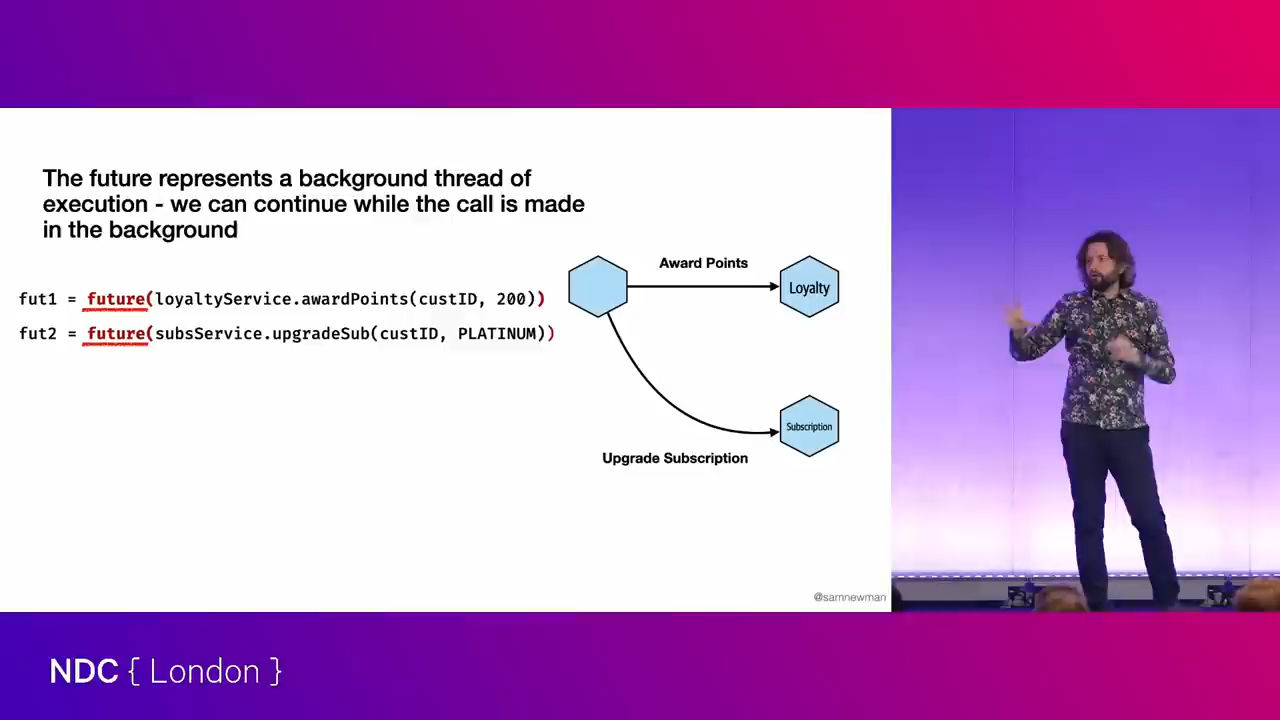 The future represents a background thread of
execution - we can continue while the call is made
in the background
fut1 = future(loyaltyService.awardPoints(custID, 200))
fut2 = future(subsService.upgradeSub(custID, PLATINUM))
Award Points
Loyalty
Subscription
Upgrade Subscription
@samnewman
NDC { London }